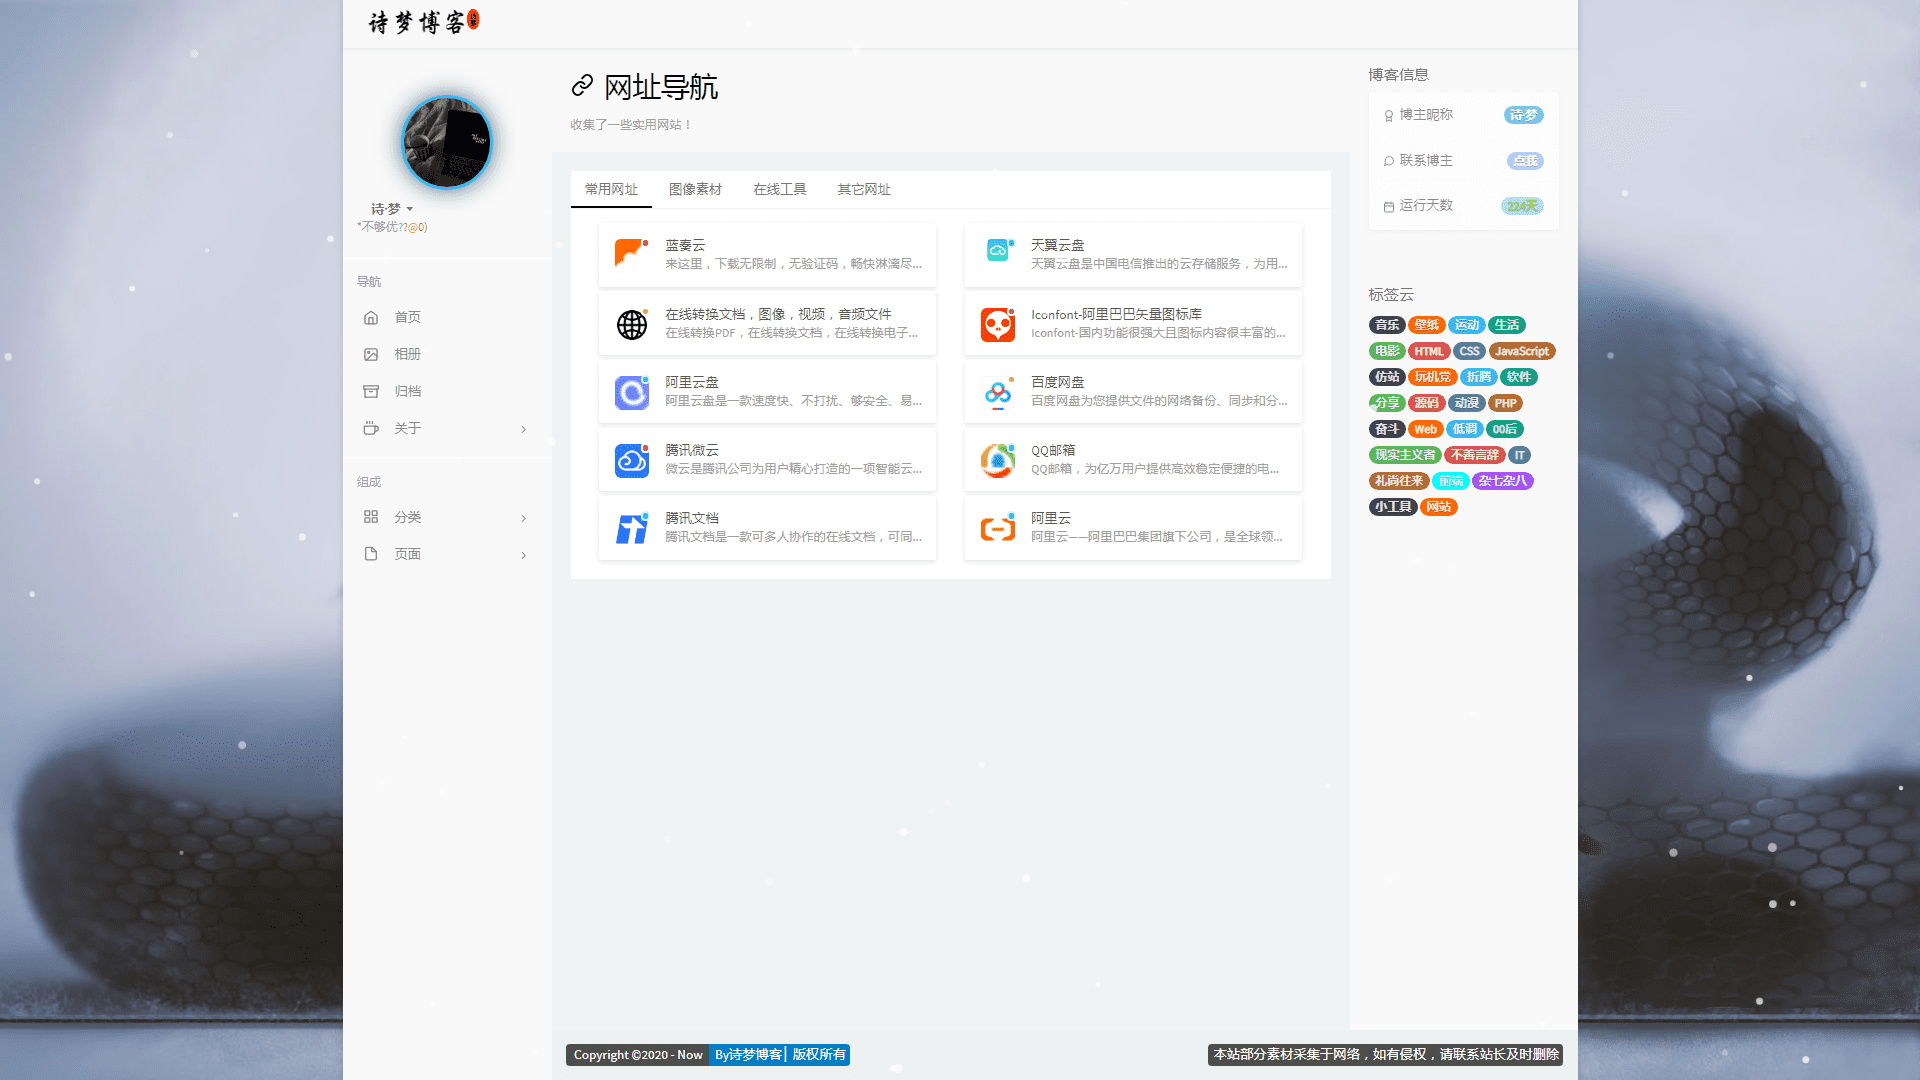 诗梦博客
诗·梦
*不够优??@0)
导航
首页
相册
归档
关于
组成
分类
页面
网址导航
收集了一些实用网站！
常用网址 图像素材 在线工具 其它网址
蓝奏云
来这里，下载无限制，无验证码，畅快淋漓尽...
天翼云盘
天翼云盘是中国电信推出的云存储服务，为用...
在线转换文档，图像，视频，音频文件
在线转换PDF，在线转换文档，在线转换电子...
Iconfont-阿里巴巴矢量图标库
Iconfont-国内功能很强大且图标内容很丰富的...
阿里云盘
阿里云盘是一款速度快、不打扰、够安全、易...
百度网盘
百度网盘为您提供文件的网络备份、同步和分...
腾讯微云
微云是腾讯公司为用户精心打造的一项智能云...
QQ邮箱
QQ邮箱，为亿万用户提供高效稳定便捷的电...
腾讯文档
腾讯文档是一款可多人协作的在线文档，可同...
阿里云
阿里云——阿里巴巴集团旗下公司，是全球领...
博客信息
博主昵称 诗·梦
联系博主 点我
运行天数 224天
标签云
音乐 壁纸 运动 生活
电影 HTML CSS JavaScript
仿站 玩机党 折腾 软件
分享 源码 动漫 PHP
奋斗 Web 低调 00后
现实主义者 不善言辞 IT
礼尚往来 前端 杂七杂八
小工具 网站
Copyright ©2020 - Now By诗梦博客| 版权所有
本站部分素材采集于网络，如有侵权，请联系站长及时删除